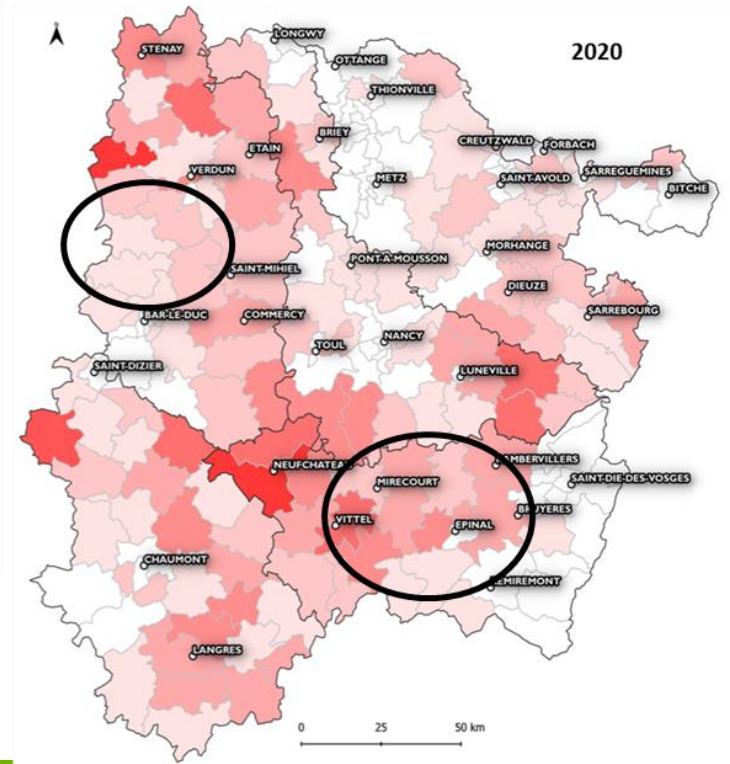 LONGWY
STENAY
2020
OTTANGE
THIONVILLE
BRIEY
CREUTZWALD
FORBACH
ETAIN
VERDUN
METZ
SAINT-AVOLD
SARREGUEMINES
BITCHE
MORHANGE
PONT-A-MOUSSON
SAINT-MIHIEL
DIEUZE
BAR-LE-DUC
COMMERCY
SARREBOURG
NANCY
TOUL
SAINT-DIZIER
LUNEVILLE
NEUFCHATEAU
MIRECOURT
SAINT-DIE-DES-VOSGES
BRUYERES
VITTEL
EPINAL
CHAUMONT
LANGRES
0 25 50 km